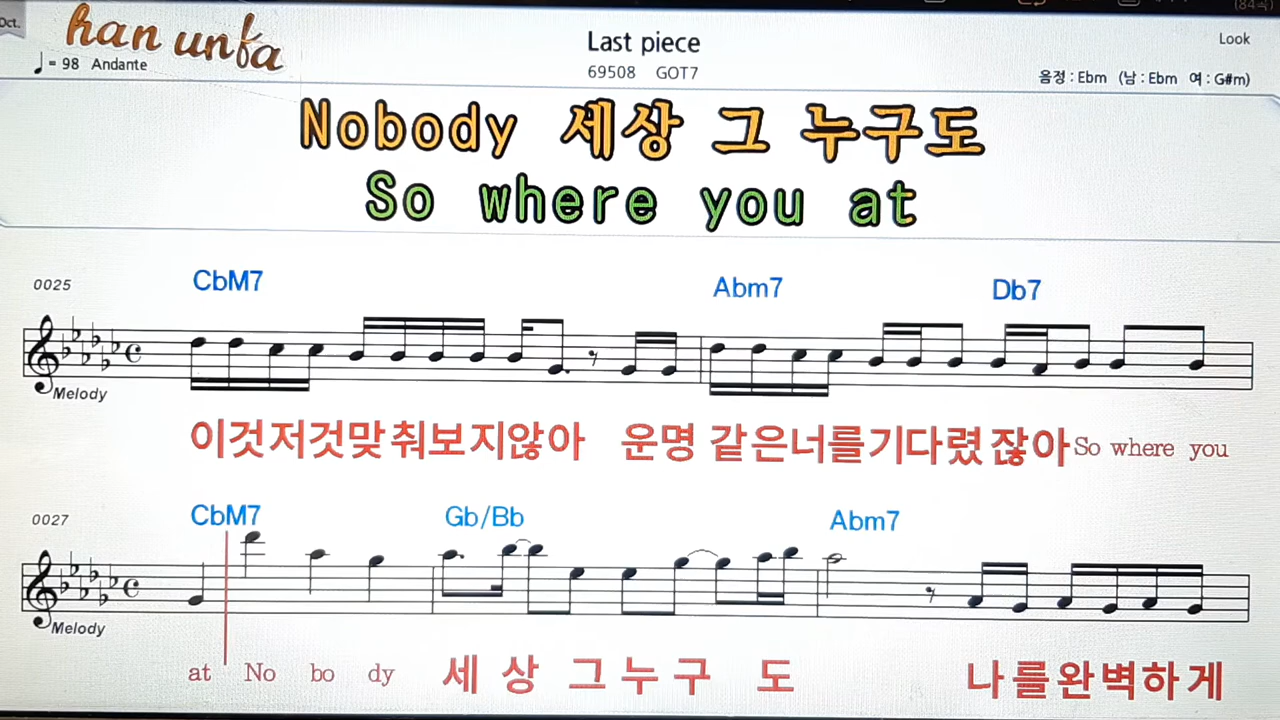 (84곡)
Oct.
han unfa
♩= 98 Andante
Last piece
69508 GOT7
Look
음정 : Ebm (남 : Ebm 여 : G#m)
Nobody 세상 그 누구도
So where you at
0025 CbM7 Abm7 Db7
Melody
이것저것맞춰보지않아 운명 같은너를기다렸잖아 So where you
0027 CbM7 Gb/Bb Abm7
Melody
at No bo dy 세 상 그누구 도 나를완벽하게